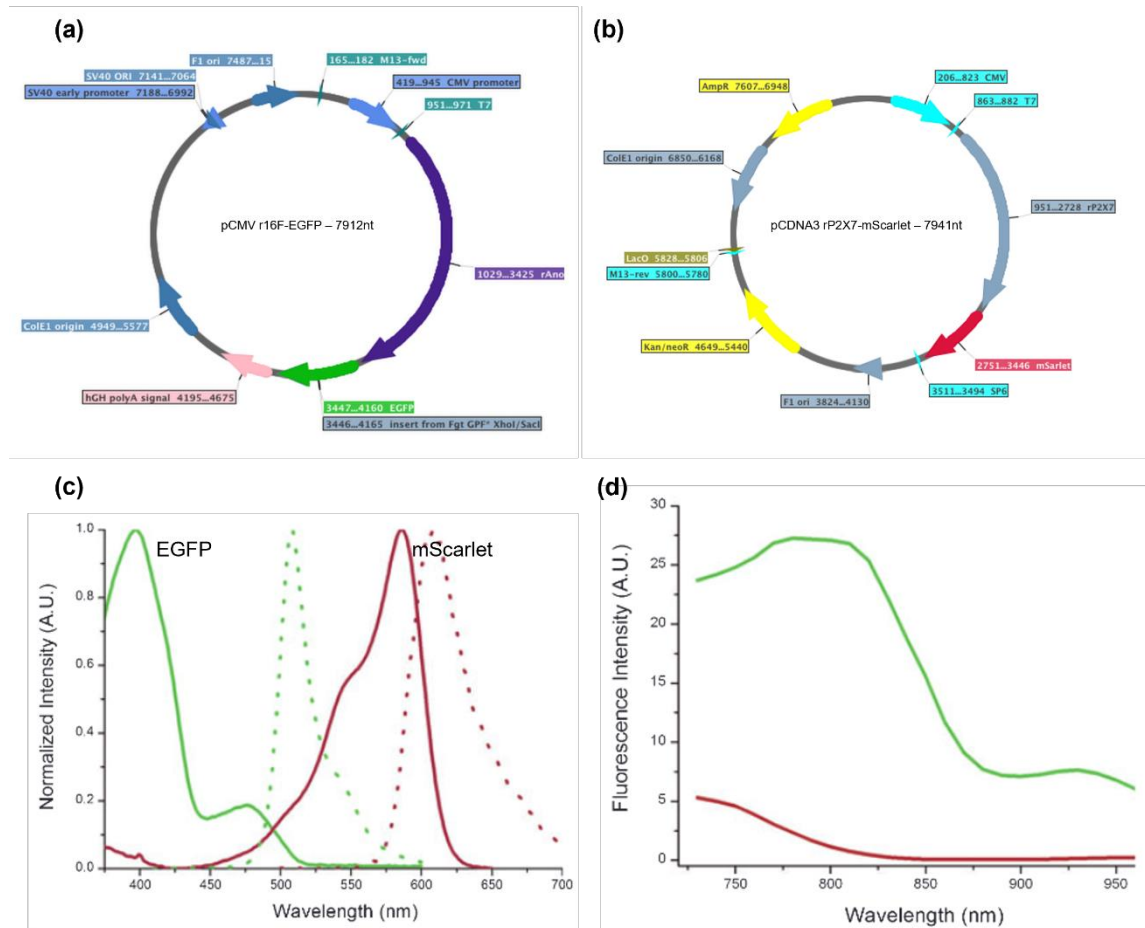 (a)
F1 ori 7487...15
165...182 M13-fwd
SV40 ORI 7141...7064
SV40 early promoter 7188...6992
419...945 CMV promoter
951...971 T7
pCMV r16F-EGFP – 7912nt
1029...3425 rAno
ColE1 origin 4949...5577
hGH polyA signal 4195...4675
3447...4160 EGFP
3446...4165 insert from Fgt GPF* XhoI/SacI
(b)
AmpR 7607...6948
206...823 CMV
863...882 T7
ColE1 origin 6850...6168
pCDNA3 rP2X7-mScarlet – 7941nt
951...2728 rP2X7
LacO 5828...5806
M13-rev 5800...5780
Kan/neoR 4649...5440
2751...3446 mSarlet
3511...3494 SP6
F1 ori 3824...4130
(c)
EGFP
mScarlet
Normalized Intensity (A.U.)
1.0
0.8
0.6
0.4
0.2
0.0
400 450 500 550 600 650 700
Wavelength (nm)
(d)
Fluorescence Intensity (A.U.)
30
25
20
15
10
5
0
750 800 850 900 950
Wavelength (nm)